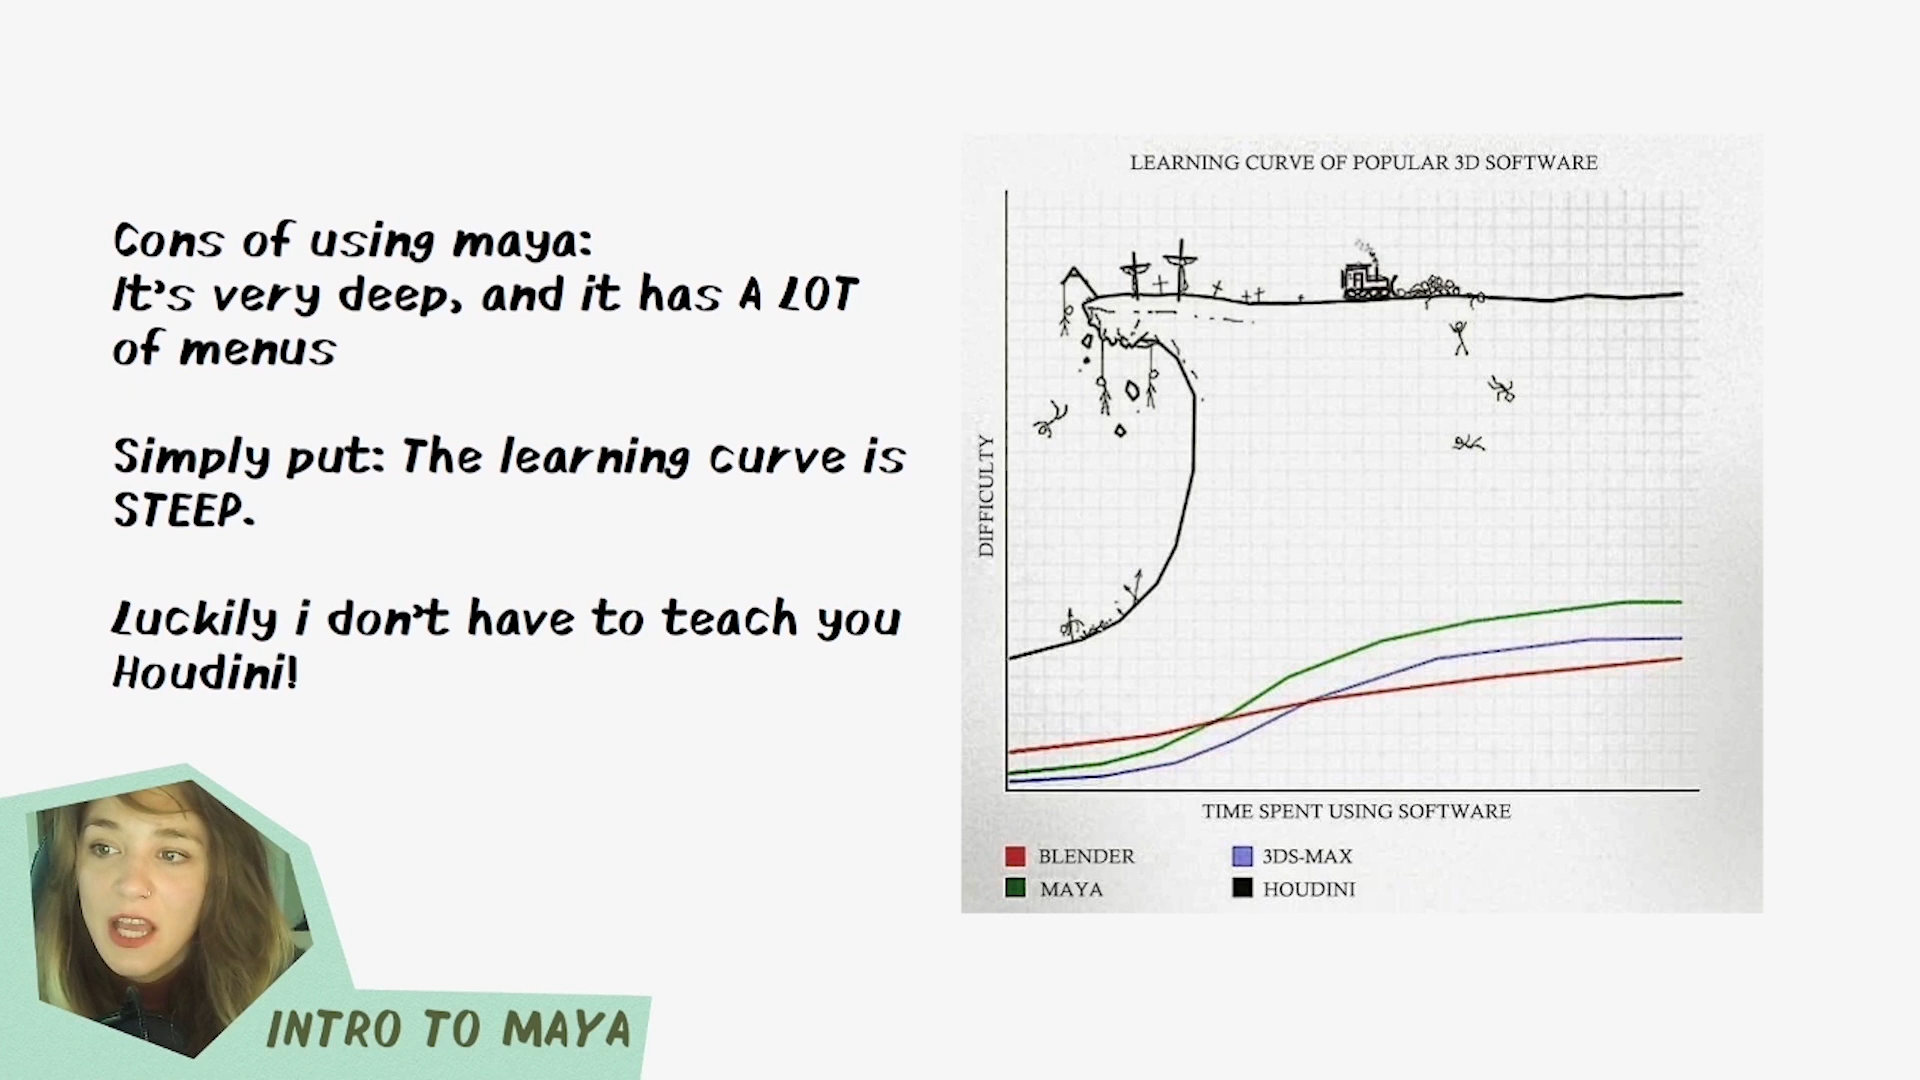 Cons of using maya:
It's very deep, and it has A LOT
of menus
Simply put: The learning curve is
STEEP.
Luckily i don't have to teach you
Houdini!
LEARNING CURVE OF POPULAR 3D SOFTWARE
DIFFICULTY
TIME SPENT USING SOFTWARE
BLENDER
3DS-MAX
MAYA
HOUDINI
INTRO TO MAYA